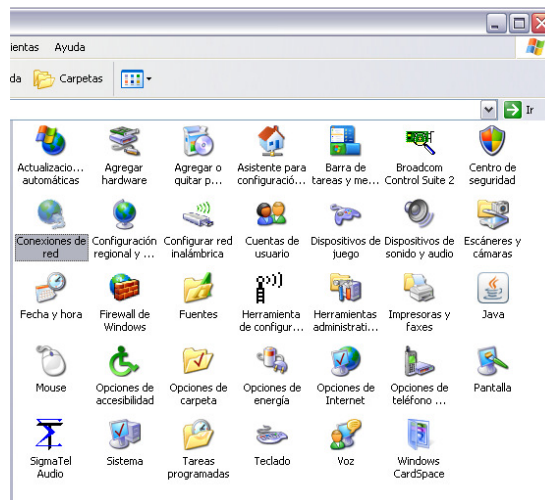 ientas Ayuda
da Carpetas
Ir
Actualizacio... automáticas
Agregar hardware
Agregar o quitar p...
Asistente para configuració...
Barra de tareas y me...
Broadcom Control Suite 2
Centro de seguridad
Conexiones de red
Configuración regional y ...
Configurar red inalámbrica
Cuentas de usuario
Dispositivos de juego
Dispositivos de sonido y audio
Escáneres y cámaras
Fecha y hora
Firewall de Windows
Fuentes
Herramienta de configur...
Herramientas administrati...
Impresoras y faxes
Java
Mouse
Opciones de accesibilidad
Opciones de carpeta
Opciones de energía
Opciones de Internet
Opciones de teléfono ...
Pantalla
SigmaTel Audio
Sistema
Tareas programadas
Teclado
Voz
Windows CardSpace